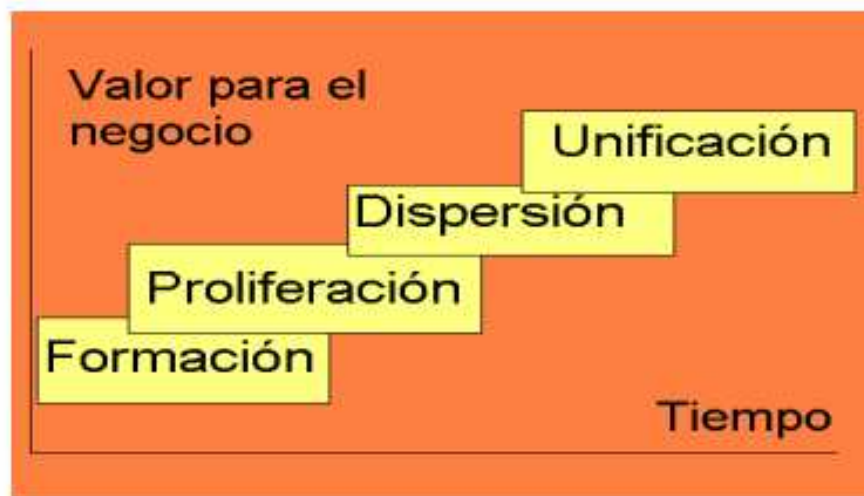 Valor para el
negocio
Unificación
Dispersión
Proliferación
Formación
Tiempo